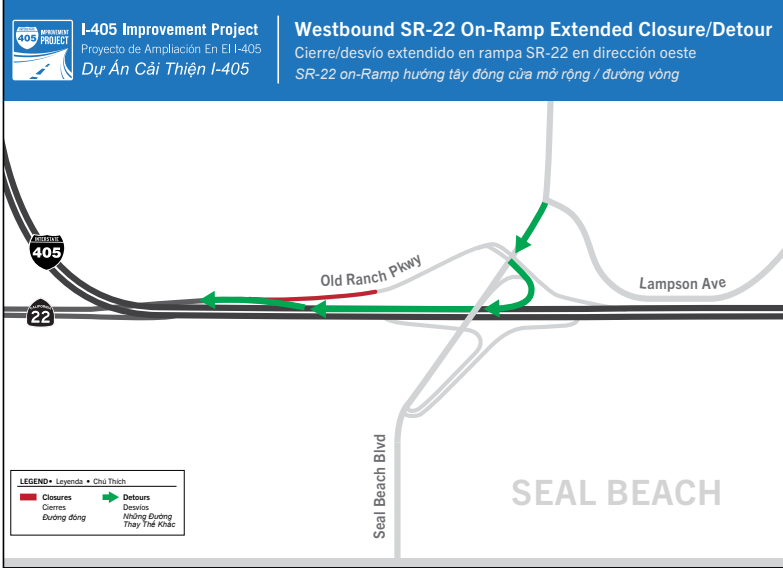 405 IMPROVEMENT PROJECT
I-405 Improvement Project
Proyecto de Ampliación En El I-405
Dự Án Cải Thiện I-405
Westbound SR-22 On-Ramp Extended Closure/Detour
Cierre/desvío extendido en rampa SR-22 en dirección oeste
SR-22 on-Ramp hướng tây đóng cửa mở rộng / đường vòng
INTERSTATE
405
Old Ranch Pkwy
Lampson Ave
CALIFORNIA
22
Seal Beach Blvd
SEAL BEACH
LEGEND • Leyenda • Chú Thích
Closures
Cierres
Đường đóng
Detours
Desvíos
Những Đường
Thay Thế Khác